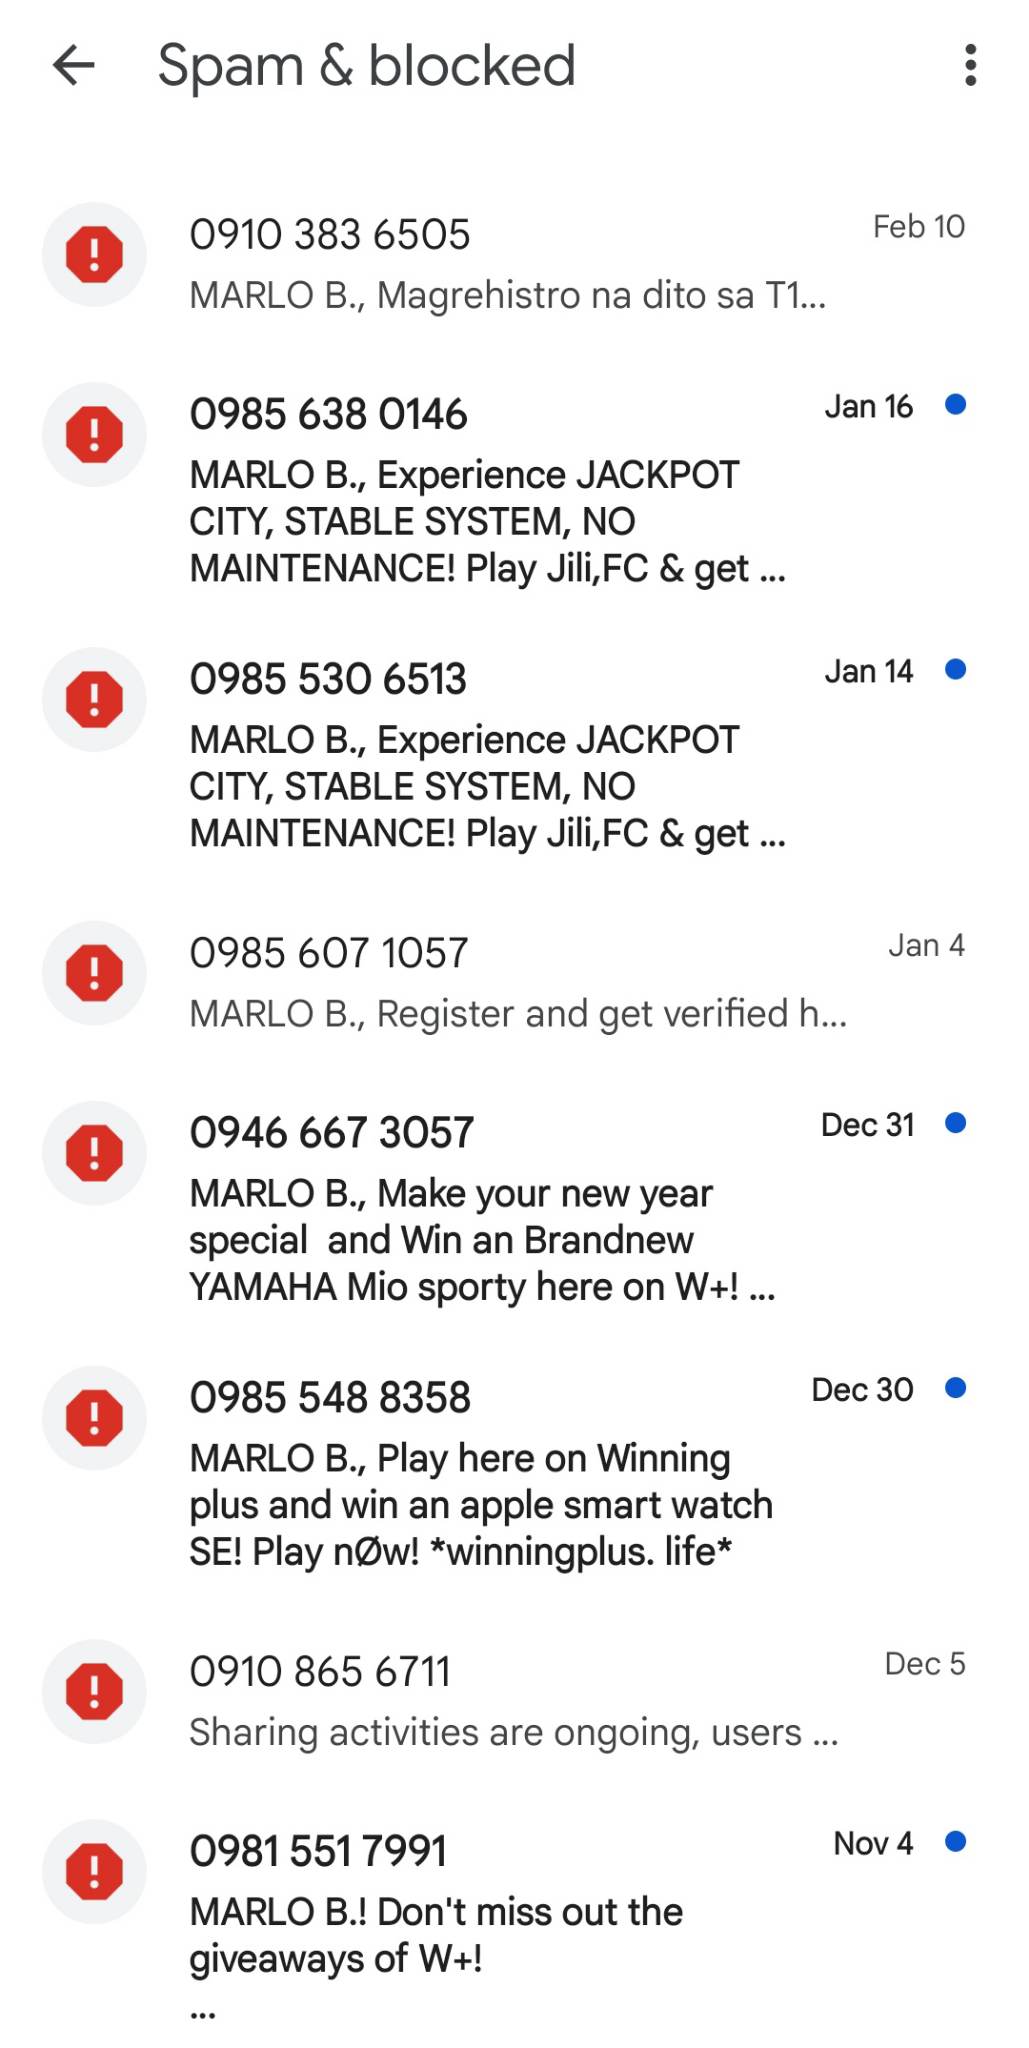 Spam & blocked
0910 383 6505
Feb 10
MARLO B., Magrehistro na dito sa T1...
0985 638 0146
Jan 16
MARLO B., Experience JACKPOT
CITY, STABLE SYSTEM, NO
MAINTENANCE! Play Jili,FC & get ...
0985 530 6513
Jan 14
MARLO B., Experience JACKPOT
CITY, STABLE SYSTEM, NO
MAINTENANCE! Play Jili,FC & get ...
0985 607 1057
Jan 4
MARLO B., Register and get verified h...
0946 667 3057
Dec 31
MARLO B., Make your new year
special  and Win an Brandnew
YAMAHA Mio sporty here on W+! ...
0985 548 8358
Dec 30
MARLO B., Play here on Winning
plus and win an apple smart watch
SE! Play nØw! *winningplus. life*
0910 865 6711
Dec 5
Sharing activities are ongoing, users ...
0981 551 7991
Nov 4
MARLO B.! Don't miss out the
giveaways of W+!
...